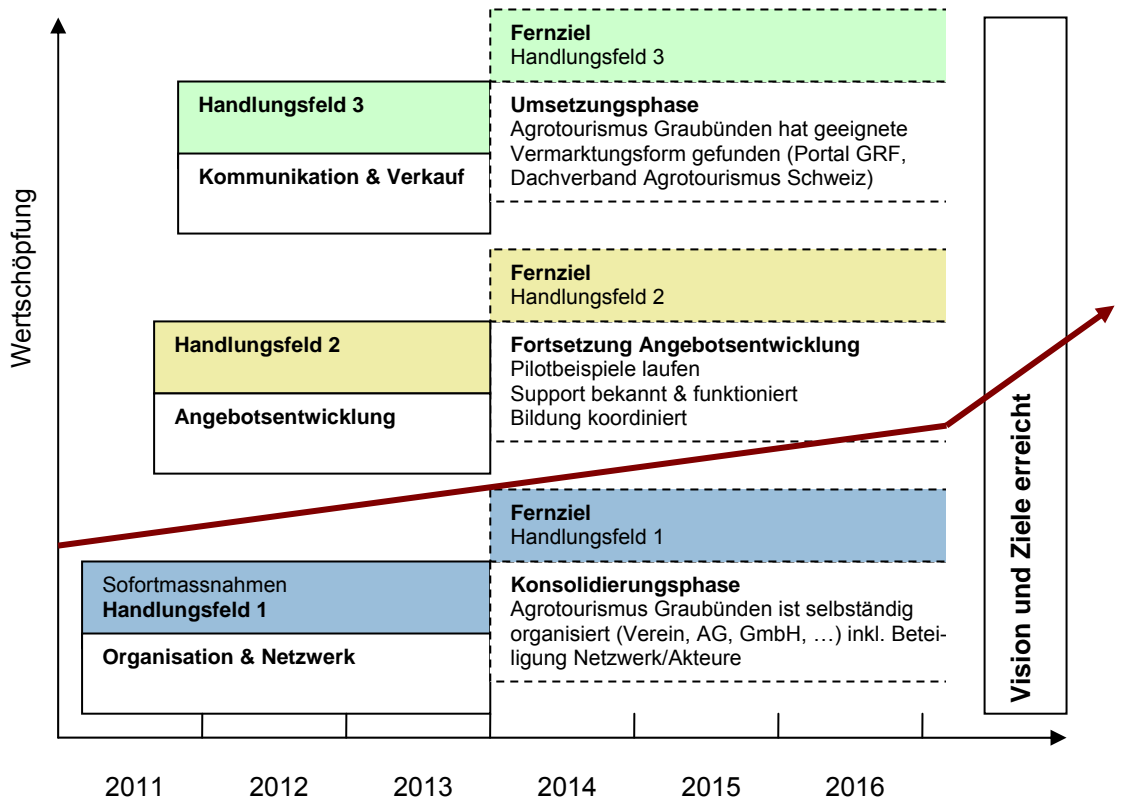 Wertschöpfung
Fernziel
Handlungsfeld 3
Handlungsfeld 3
Kommunikation & Verkauf
Umsetzungsphase
Agrotourismus Graubünden hat geeignete
Vermarktungsform gefunden (Portal GRF,
Dachverband Agrotourismus Schweiz)
Fernziel
Handlungsfeld 2
Handlungsfeld 2
Angebotsentwicklung
Fortsetzung Angebotsentwicklung
Pilotbeispiele laufen
Support bekannt & funktioniert
Bildung koordiniert
Fernziel
Handlungsfeld 1
Sofortmassnahmen
Handlungsfeld 1
Organisation & Netzwerk
Konsolidierungsphase
Agrotourismus Graubünden ist selbständig
organisiert (Verein, AG, GmbH, …) inkl. Betei-
ligung Netzwerk/Akteure
Vision und Ziele erreicht
2011 2012 2013 2014 2015 2016